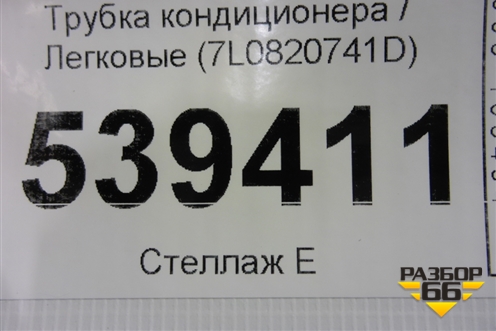 Трубка кондиционера /
Легковые (7L0820741D)
539411
Стеллаж Е
РАЗБОР
66